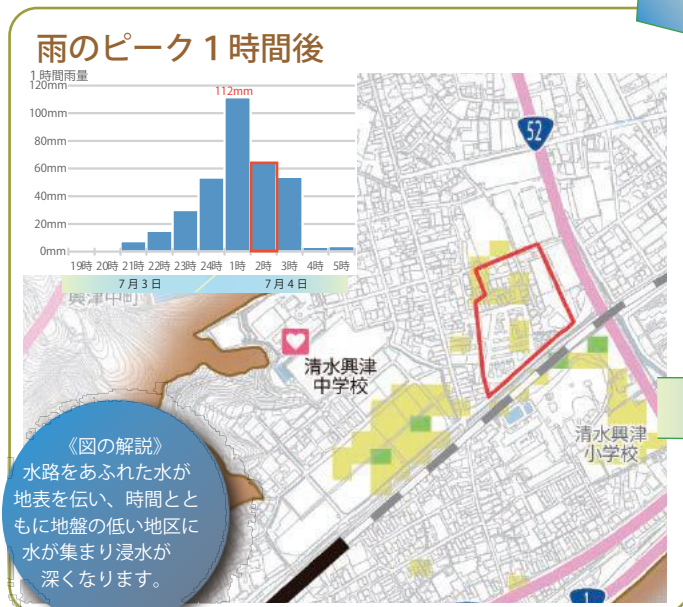 雨のピーク1時間後
1時間雨量
120mm
112mm
100mm
80mm
60mm
40mm
20mm
0mm
19時 20時 21時 22時 23時 24時 1時 2時 3時 4時 5時
7月3日 7月4日
52
興津中町
清水興津
中学校
清水興津
小学校
《図の解説》
水路をあふれた水が
地表を伝い、時間とと
もに地盤の低い地区に
水が集まり浸水が
深くなります。
1